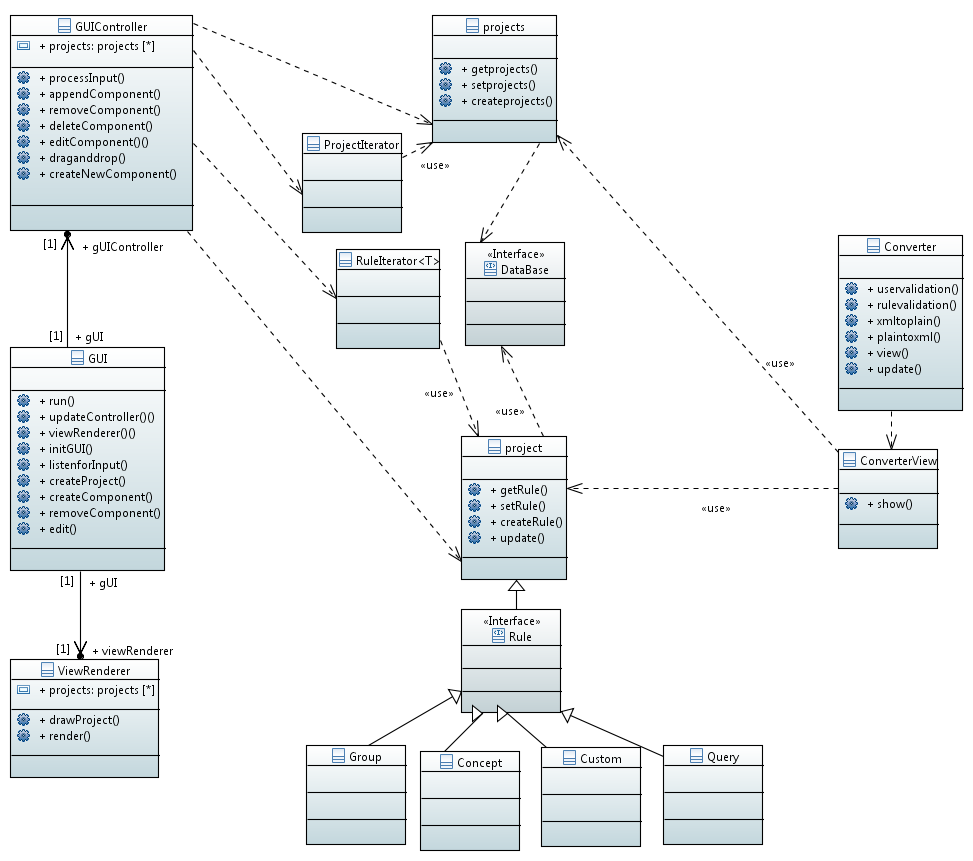 GUIController
+ projects: projects [*]
+ processInput()
+ appendComponent()
+ removeComponent()
+ deleteComponent()
+ editComponent()()
+ draganddrop()
+ createNewComponent()
projects
+ getprojects()
+ setprojects()
+ createprojects()
ProjectIterator
«use»
[1]
+ gUIController
RuleIterator<T>
«Interface»
DataBase
Converter
+ uservalidation()
+ rulevalidation()
+ xmltoplain()
+ plaintoxml()
+ view()
+ update()
[1]
+ gUI
GUI
+ run()
+ updateController()()
+ viewRenderer()()
+ initGUI()
+ listenforInput()
+ createProject()
+ createComponent()
+ removeComponent()
+ edit()
«use»
«use»
«use»
project
+ getRule()
+ setRule()
+ createRule()
+ update()
ConverterView
+ show()
«use»
[1]
+ gUI
[1]
+ viewRenderer
ViewRenderer
+ projects: projects [*]
+ drawProject()
+ render()
«Interface»
Rule
Group
Concept
Custom
Query